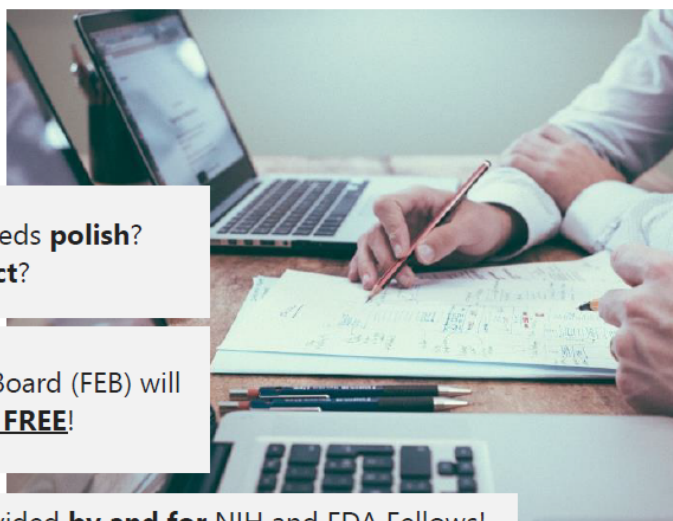 eds polish?
ct?
Board (FEB) will
FREE!
vided by and for NIH and FDA Fellows!